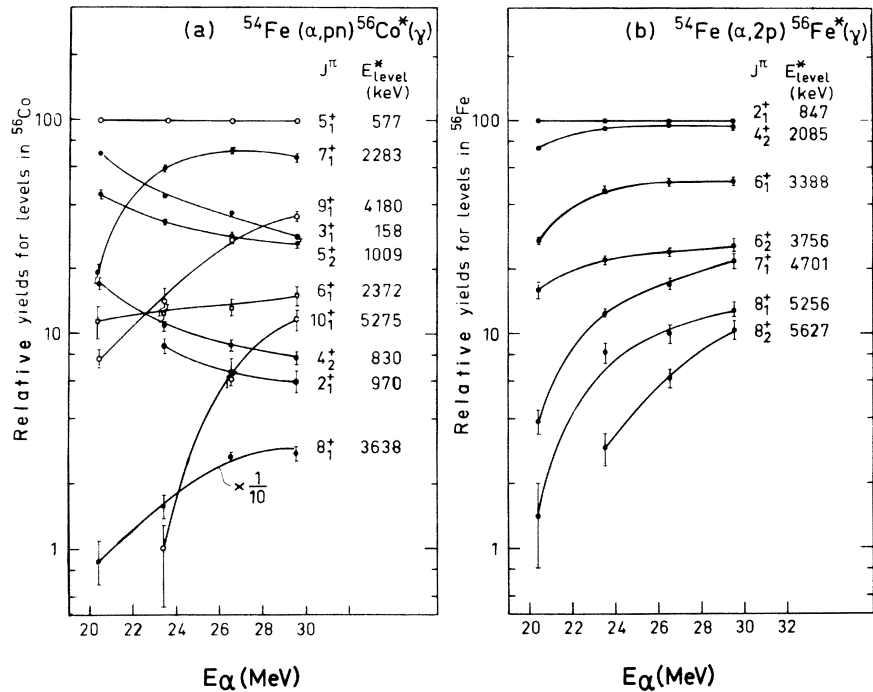 (a) ⁵⁴Fe (α,pn) ⁵⁶Co*(γ)
J^π E*level (keV)
5₁⁺ 577
7₁⁺ 2283
9₁⁺ 4180
3₁⁺ 158
5₂⁺ 1009
6₁⁺ 2372
10₁⁺ 5275
4₂⁺ 830
2₁⁺ 970
8₁⁺ 3638
× 1/10
Relative yields for levels in ⁵⁶Co
100
10
1
20 22 24 26 28 30
Eα (MeV)
(b) ⁵⁴Fe (α,2p) ⁵⁶Fe*(γ)
J^π E*level (keV)
2₁⁺ 847
4₂⁺ 2085
6₁⁺ 3388
6₂⁺ 3756
7₁⁺ 4701
8₁⁺ 5256
8₂⁺ 5627
Relative yields for levels in ⁵⁶Fe
100
10
1
20 22 24 26 28 30 32
Eα (MeV)